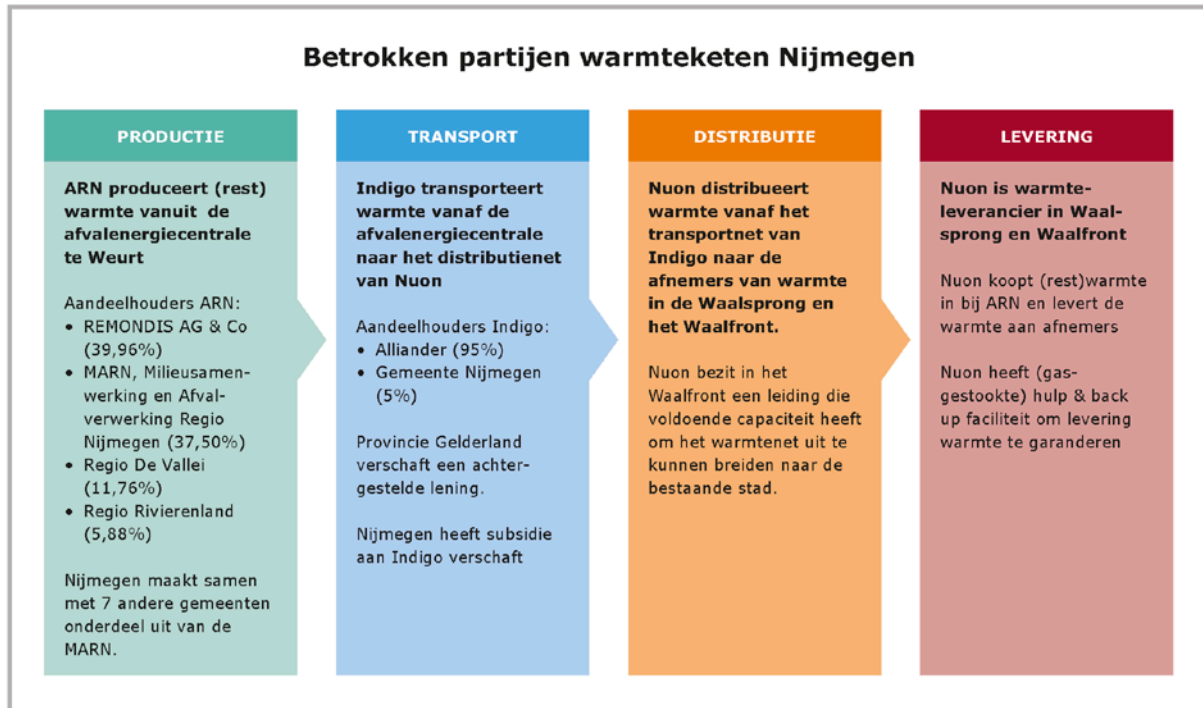 Betrokken partijen warmteketen Nijmegen
PRODUCTIE
ARN produceert (rest)
warmte vanuit de
afvalenergiecentrale
te Weurt
Aandeelhouders ARN:
• REMONDIS AG & Co
(39,96%)
• MARN, Milieusamen-
werking en Afval-
verwerking Regio
Nijmegen (37,50%)
• Regio De Vallei
(11,76%)
• Regio Rivierenland
(5,88%)
Nijmegen maakt samen
met 7 andere gemeenten
onderdeel uit van de
MARN.
TRANSPORT
Indigo transporteert
warmte vanaf de
afvalenergiecentrale
naar het distributienet
van Nuon
Aandeelhouders Indigo:
• Alliander (95%)
• Gemeente Nijmegen
(5%)
Provincie Gelderland
verschaft een achter-
gestelde lening.
Nijmegen heeft subsidie
aan Indigo verschaft
DISTRIBUTIE
Nuon distribueert
warmte vanaf het
transportnet van
Indigo naar de
afnemers van warmte
in de Waalsprong en
het Waalfront.
Nuon bezit in het
Waalfront een leiding die
voldoende capaciteit heeft
om het warmtenet uit te
kunnen breiden naar de
bestaande stad.
LEVERING
Nuon is warmte-
leverancier in Waal-
sprong en Waalfront
Nuon koopt (rest)warmte
in bij ARN en levert de
warmte aan afnemers
Nuon heeft (gas-
gestookte) hulp & back
up faciliteit om levering
warmte te garanderen